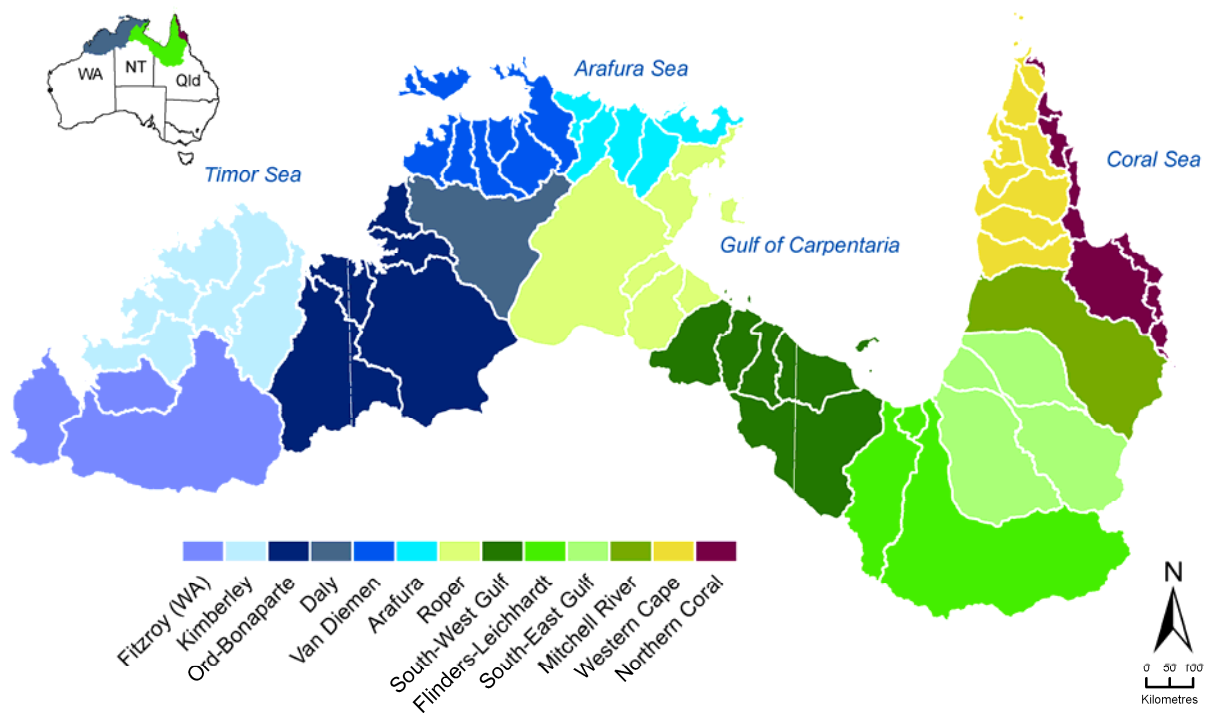 WA
NT
Qld
Arafura Sea
Timor Sea
Coral Sea
Gulf of Carpentaria
Fitzroy (WA)
Kimberley
Ord-Bonaparte
Daly
Van Diemen
Arafura
Roper
South-West Gulf
Flinders-Leichhardt
South-East Gulf
Mitchell River
Western Cape
Northern Coral
N
0 50 100
Kilometres